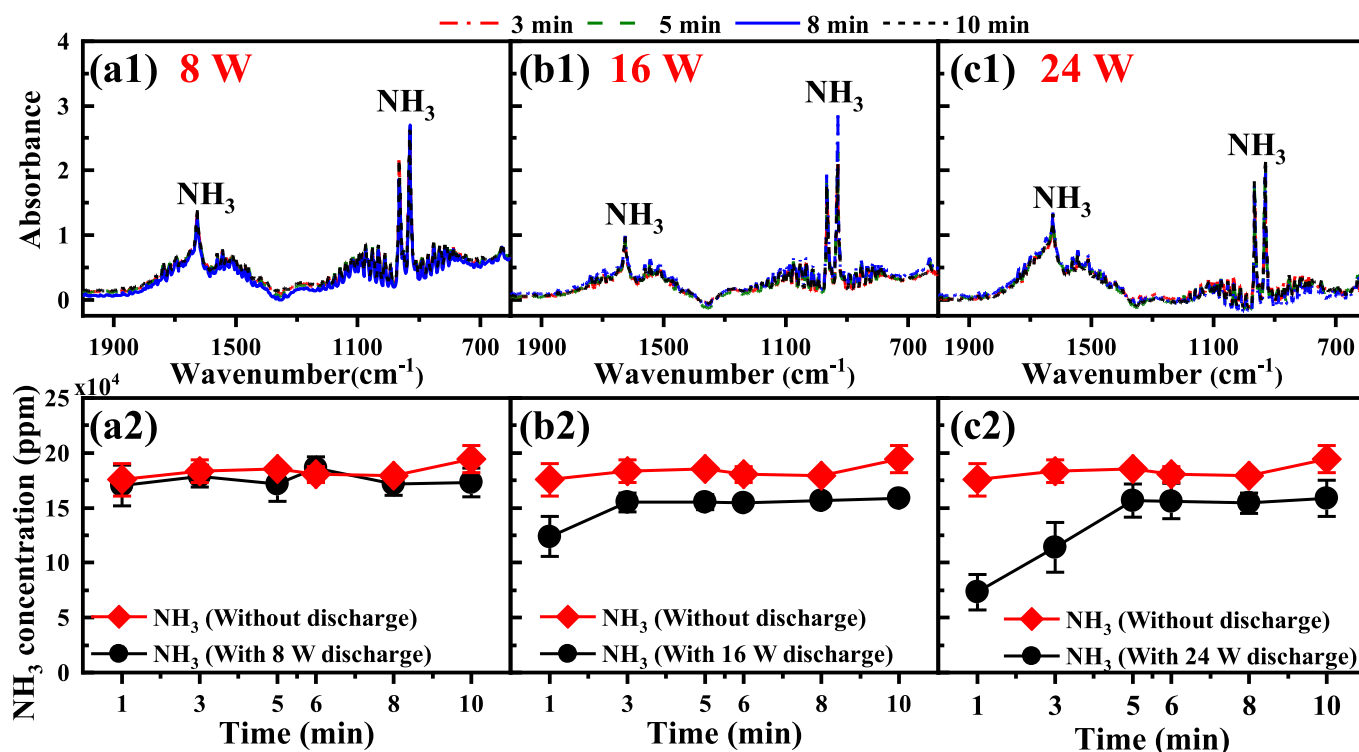 3 min 5 min 8 min 10 min
(a1) 8 W
(b1) 16 W
(c1) 24 W
Absorbance
4
3
2
1
0
NH3
NH3
NH3
NH3
NH3
NH3
1900 1500 1100 700
1900 1500 1100 700
1900 1500 1100 700
Wavenumber(cm-1)
Wavenumber (cm-1)
Wavenumber (cm-1)
x10⁴
NH3 concentration (ppm)
25
20
15
10
5
0
(a2)
(b2)
(c2)
NH3 (Without discharge)
NH3 (With 8 W discharge)
NH3 (Without discharge)
NH3 (With 16 W discharge)
NH3 (Without discharge)
NH3 (With 24 W discharge)
1 3 5 6 8 10
1 3 5 6 8 10
1 3 5 6 8 10
Time (min)
Time (min)
Time (min)